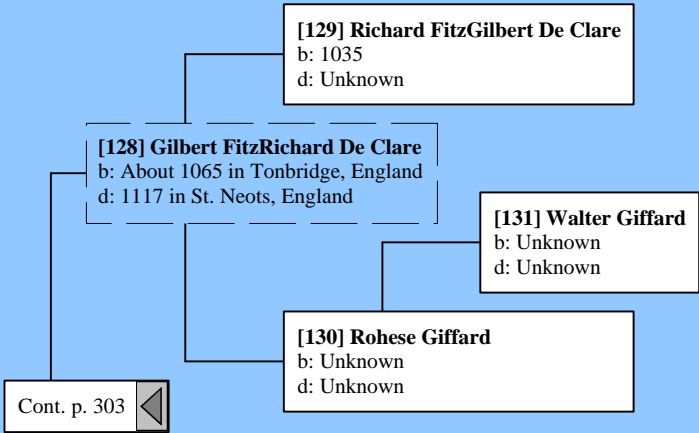 [129] Richard FitzGilbert De Clare
b: 1035
d: Unknown
[128] Gilbert FitzRichard De Clare
b: About 1065 in Tonbridge, England
d: 1117 in St. Neots, England
[131] Walter Giffard
b: Unknown
d: Unknown
[130] Rohese Giffard
b: Unknown
d: Unknown
Cont. p. 303